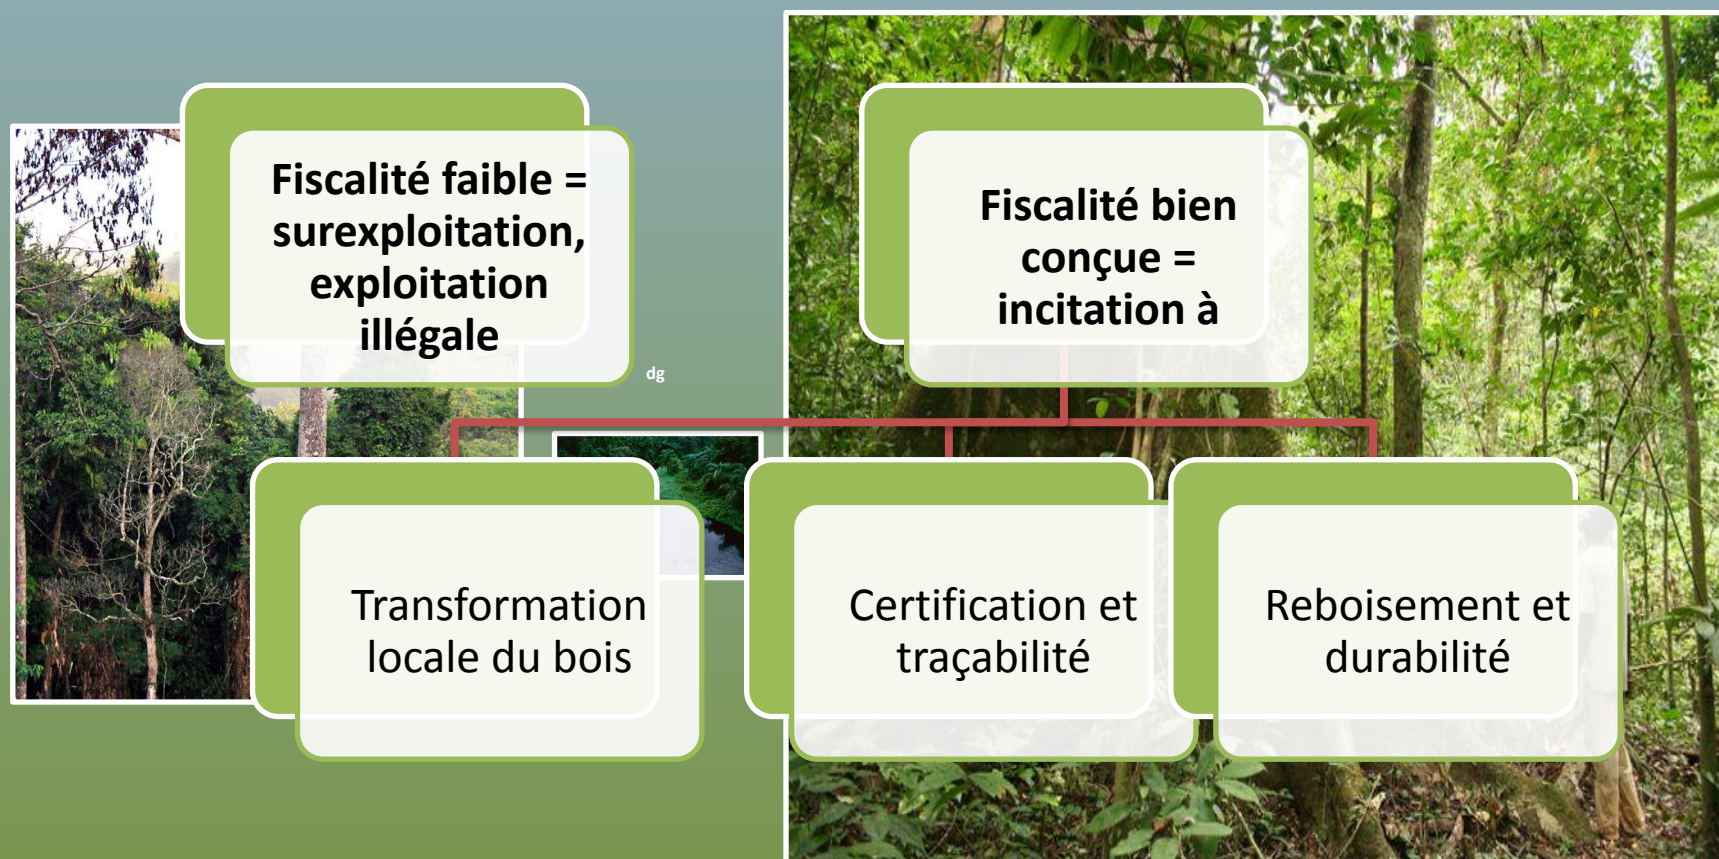 Fiscalité faible =
surexploitation,
exploitation
illégale
Fiscalité bien
conçue =
incitation à
dg
Transformation
locale du bois
Certification et
traçabilité
Reboisement et
durabilité